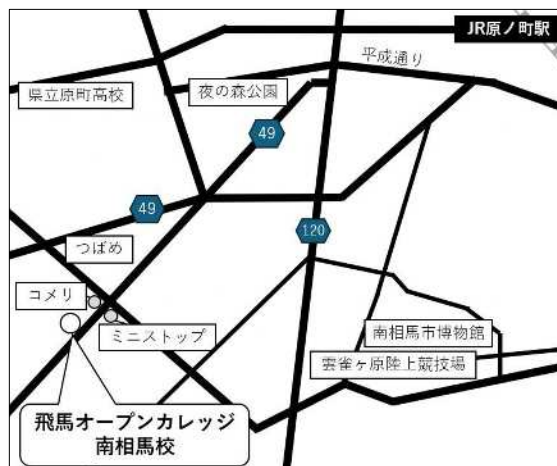 JR原ノ町駅
平成通り
県立原町高校
夜の森公園
49
49
120
つばめ
コメリ
ミニストップ
南相馬市博物館
雲雀ヶ原陸上競技場
飛馬オープンカレッジ
南相馬校